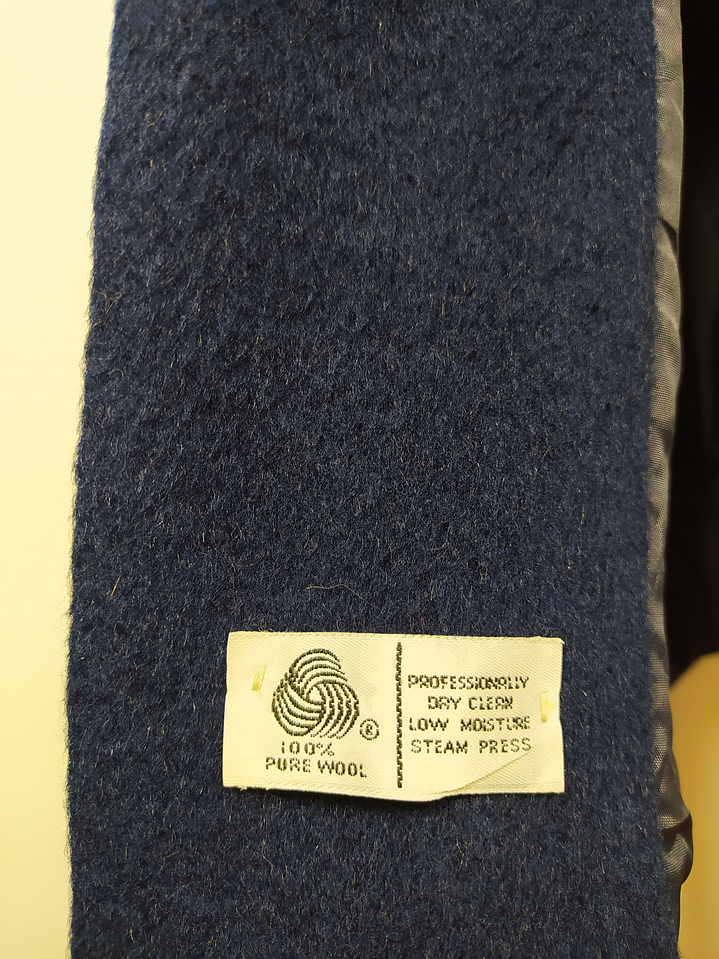 ®
100%
PURE WOOL
PROFESSIONALLY
DRY CLEAN
LOW MOISTURE
STEAM PRESS